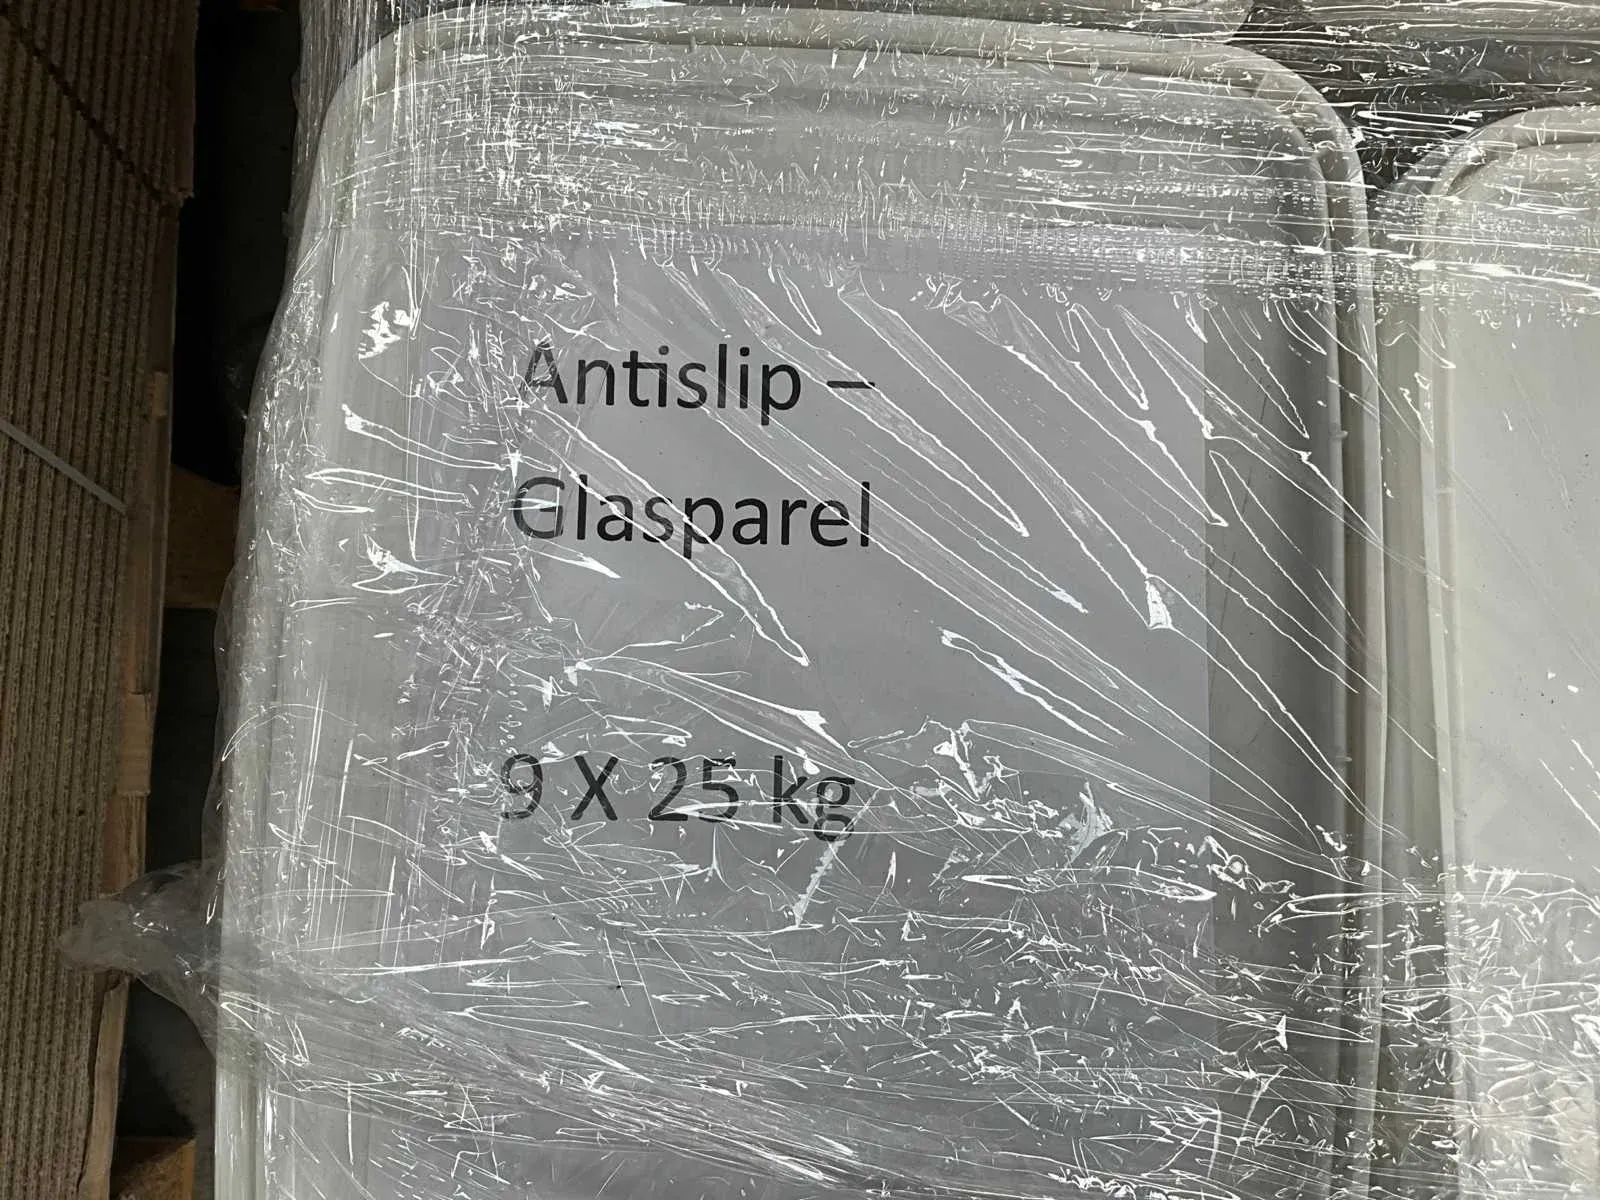 Antislip –
Glasparel
9 X 25 kg